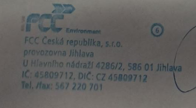 FCC Environment
FCC Česká republika, s.r.o.
provozovna Jihlava
U Hlavního nádraží 4286/2, 586 01 Jihlava
IČ: 45809712, DIČ: CZ 45809712
Tel./fax: 567 220 701